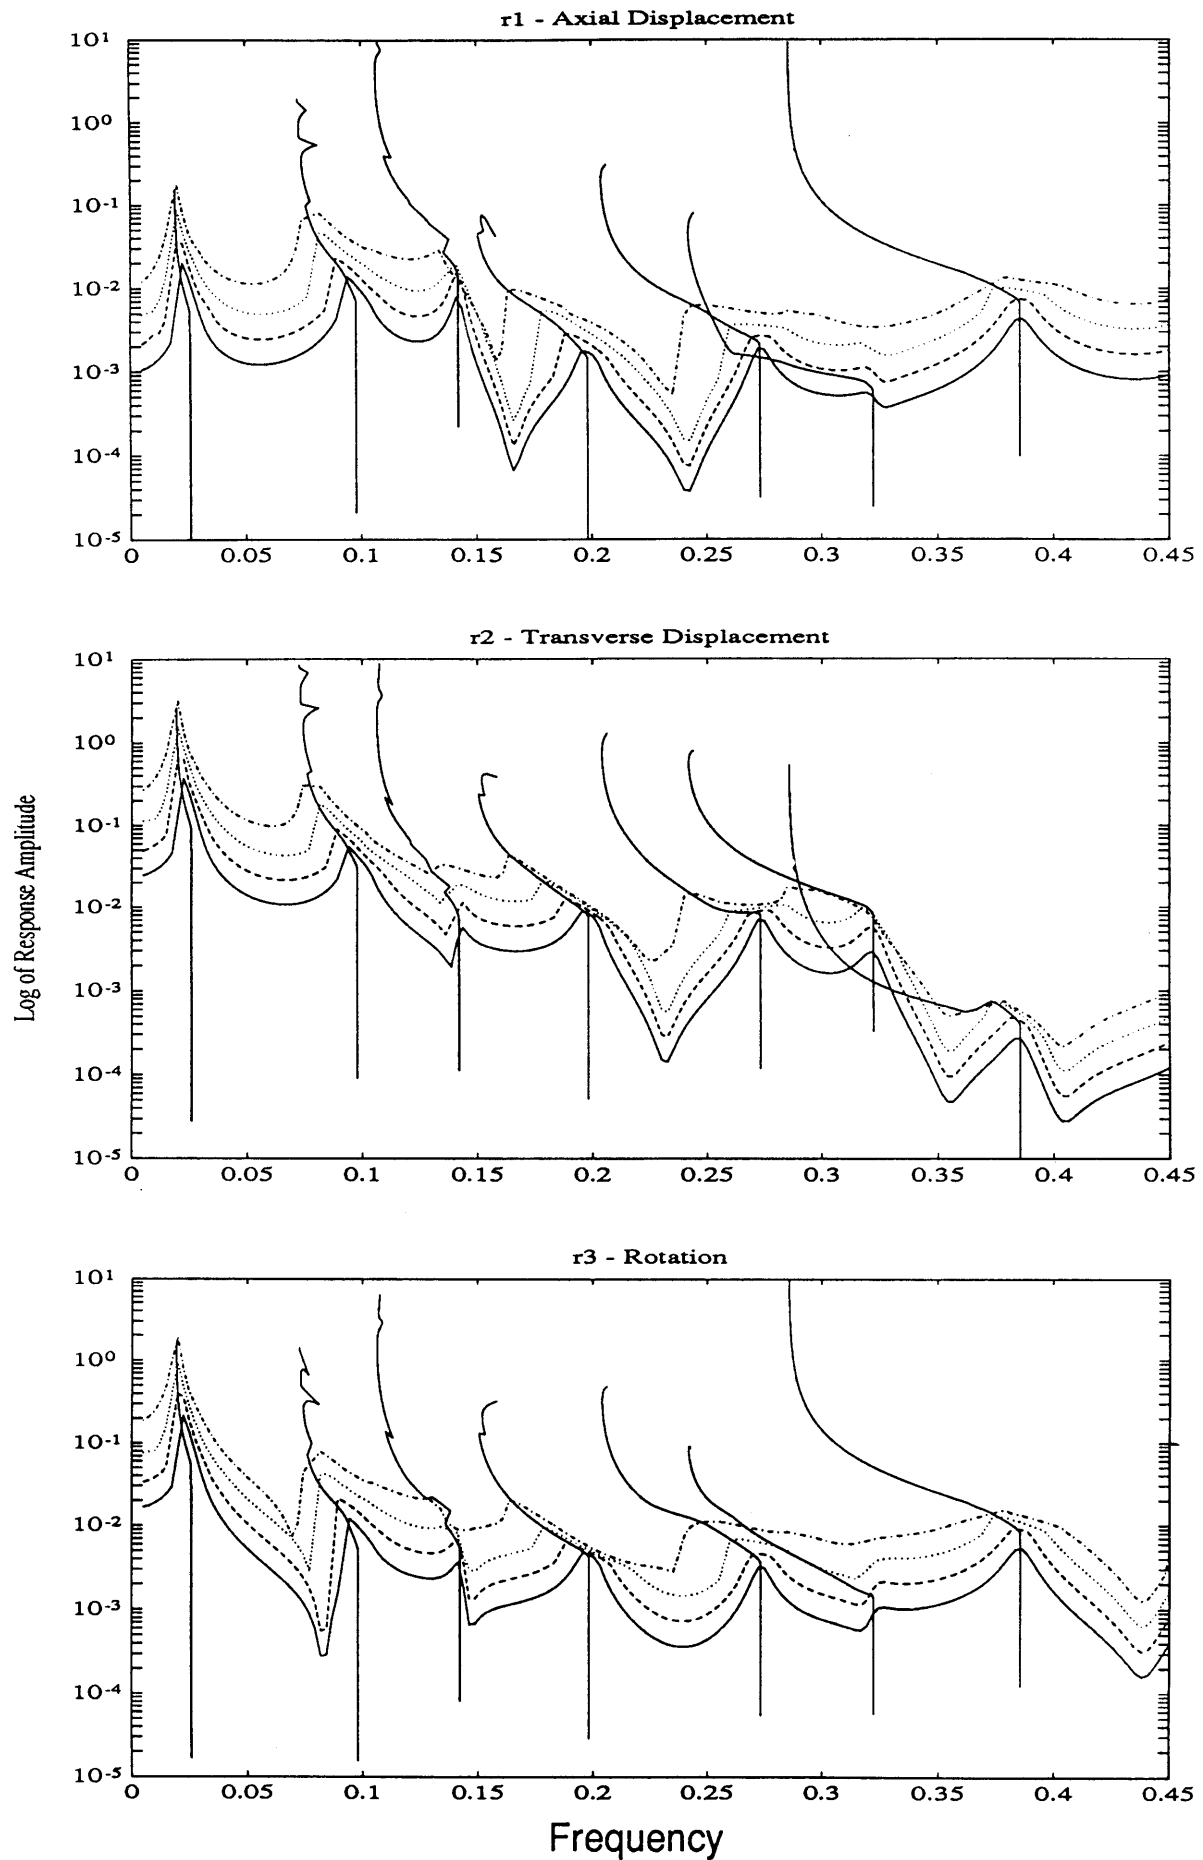 r1 - Axial Displacement
10¹
10⁰
10⁻¹
10⁻²
10⁻³
10⁻⁴
10⁻⁵
0 0.05 0.1 0.15 0.2 0.25 0.3 0.35 0.4 0.45
r2 - Transverse Displacement
10¹
10⁰
10⁻¹
10⁻²
10⁻³
10⁻⁴
10⁻⁵
0 0.05 0.1 0.15 0.2 0.25 0.3 0.35 0.4 0.45
Log of Response Amplitude
r3 - Rotation
10¹
10⁰
10⁻¹
10⁻²
10⁻³
10⁻⁴
10⁻⁵
0 0.05 0.1 0.15 0.2 0.25 0.3 0.35 0.4 0.45
Frequency